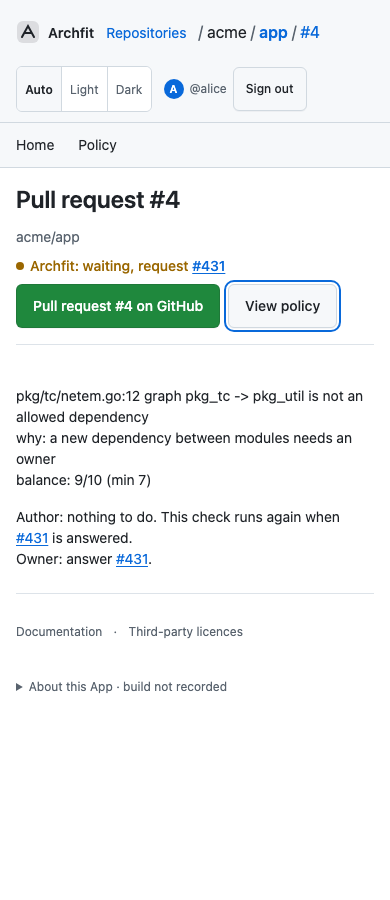 Archfit Repositories / acme / app / #4
Auto Light Dark A @alice Sign out
Home Policy
Pull request #4
acme/app
Archfit: waiting, request #431
Pull request #4 on GitHub View policy
pkg/tc/netem.go:12 graph pkg_tc -> pkg_util is not an
allowed dependency
why: a new dependency between modules needs an
owner
balance: 9/10 (min 7)
Author: nothing to do. This check runs again when
#431 is answered.
Owner: answer #431.
Documentation · Third-party licences
About this App · build not recorded